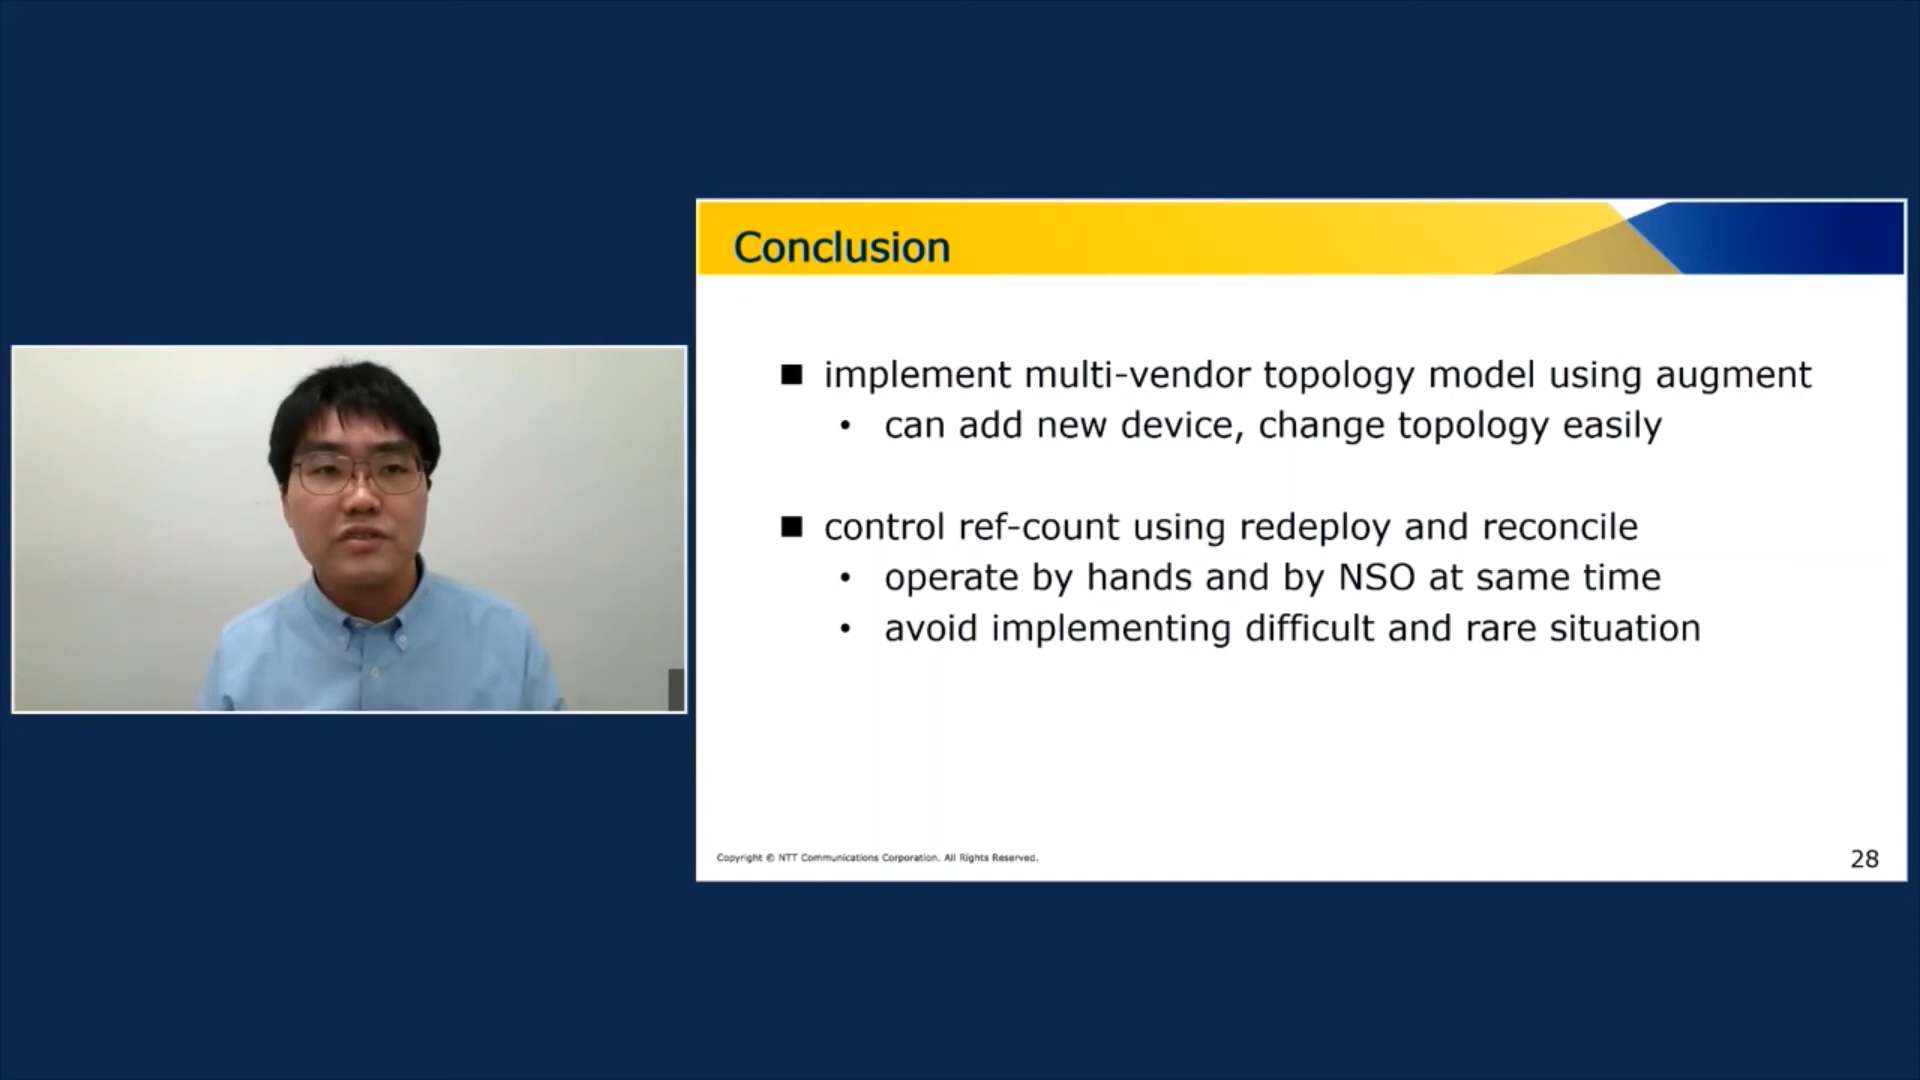 Conclusion
■ implement multi-vendor topology model using augment
• can add new device, change topology easily
■ control ref-count using redeploy and reconcile
• operate by hands and by NSO at same time
• avoid implementing difficult and rare situation
Copyright © NTT Communications Corporation. All Rights Reserved.
28